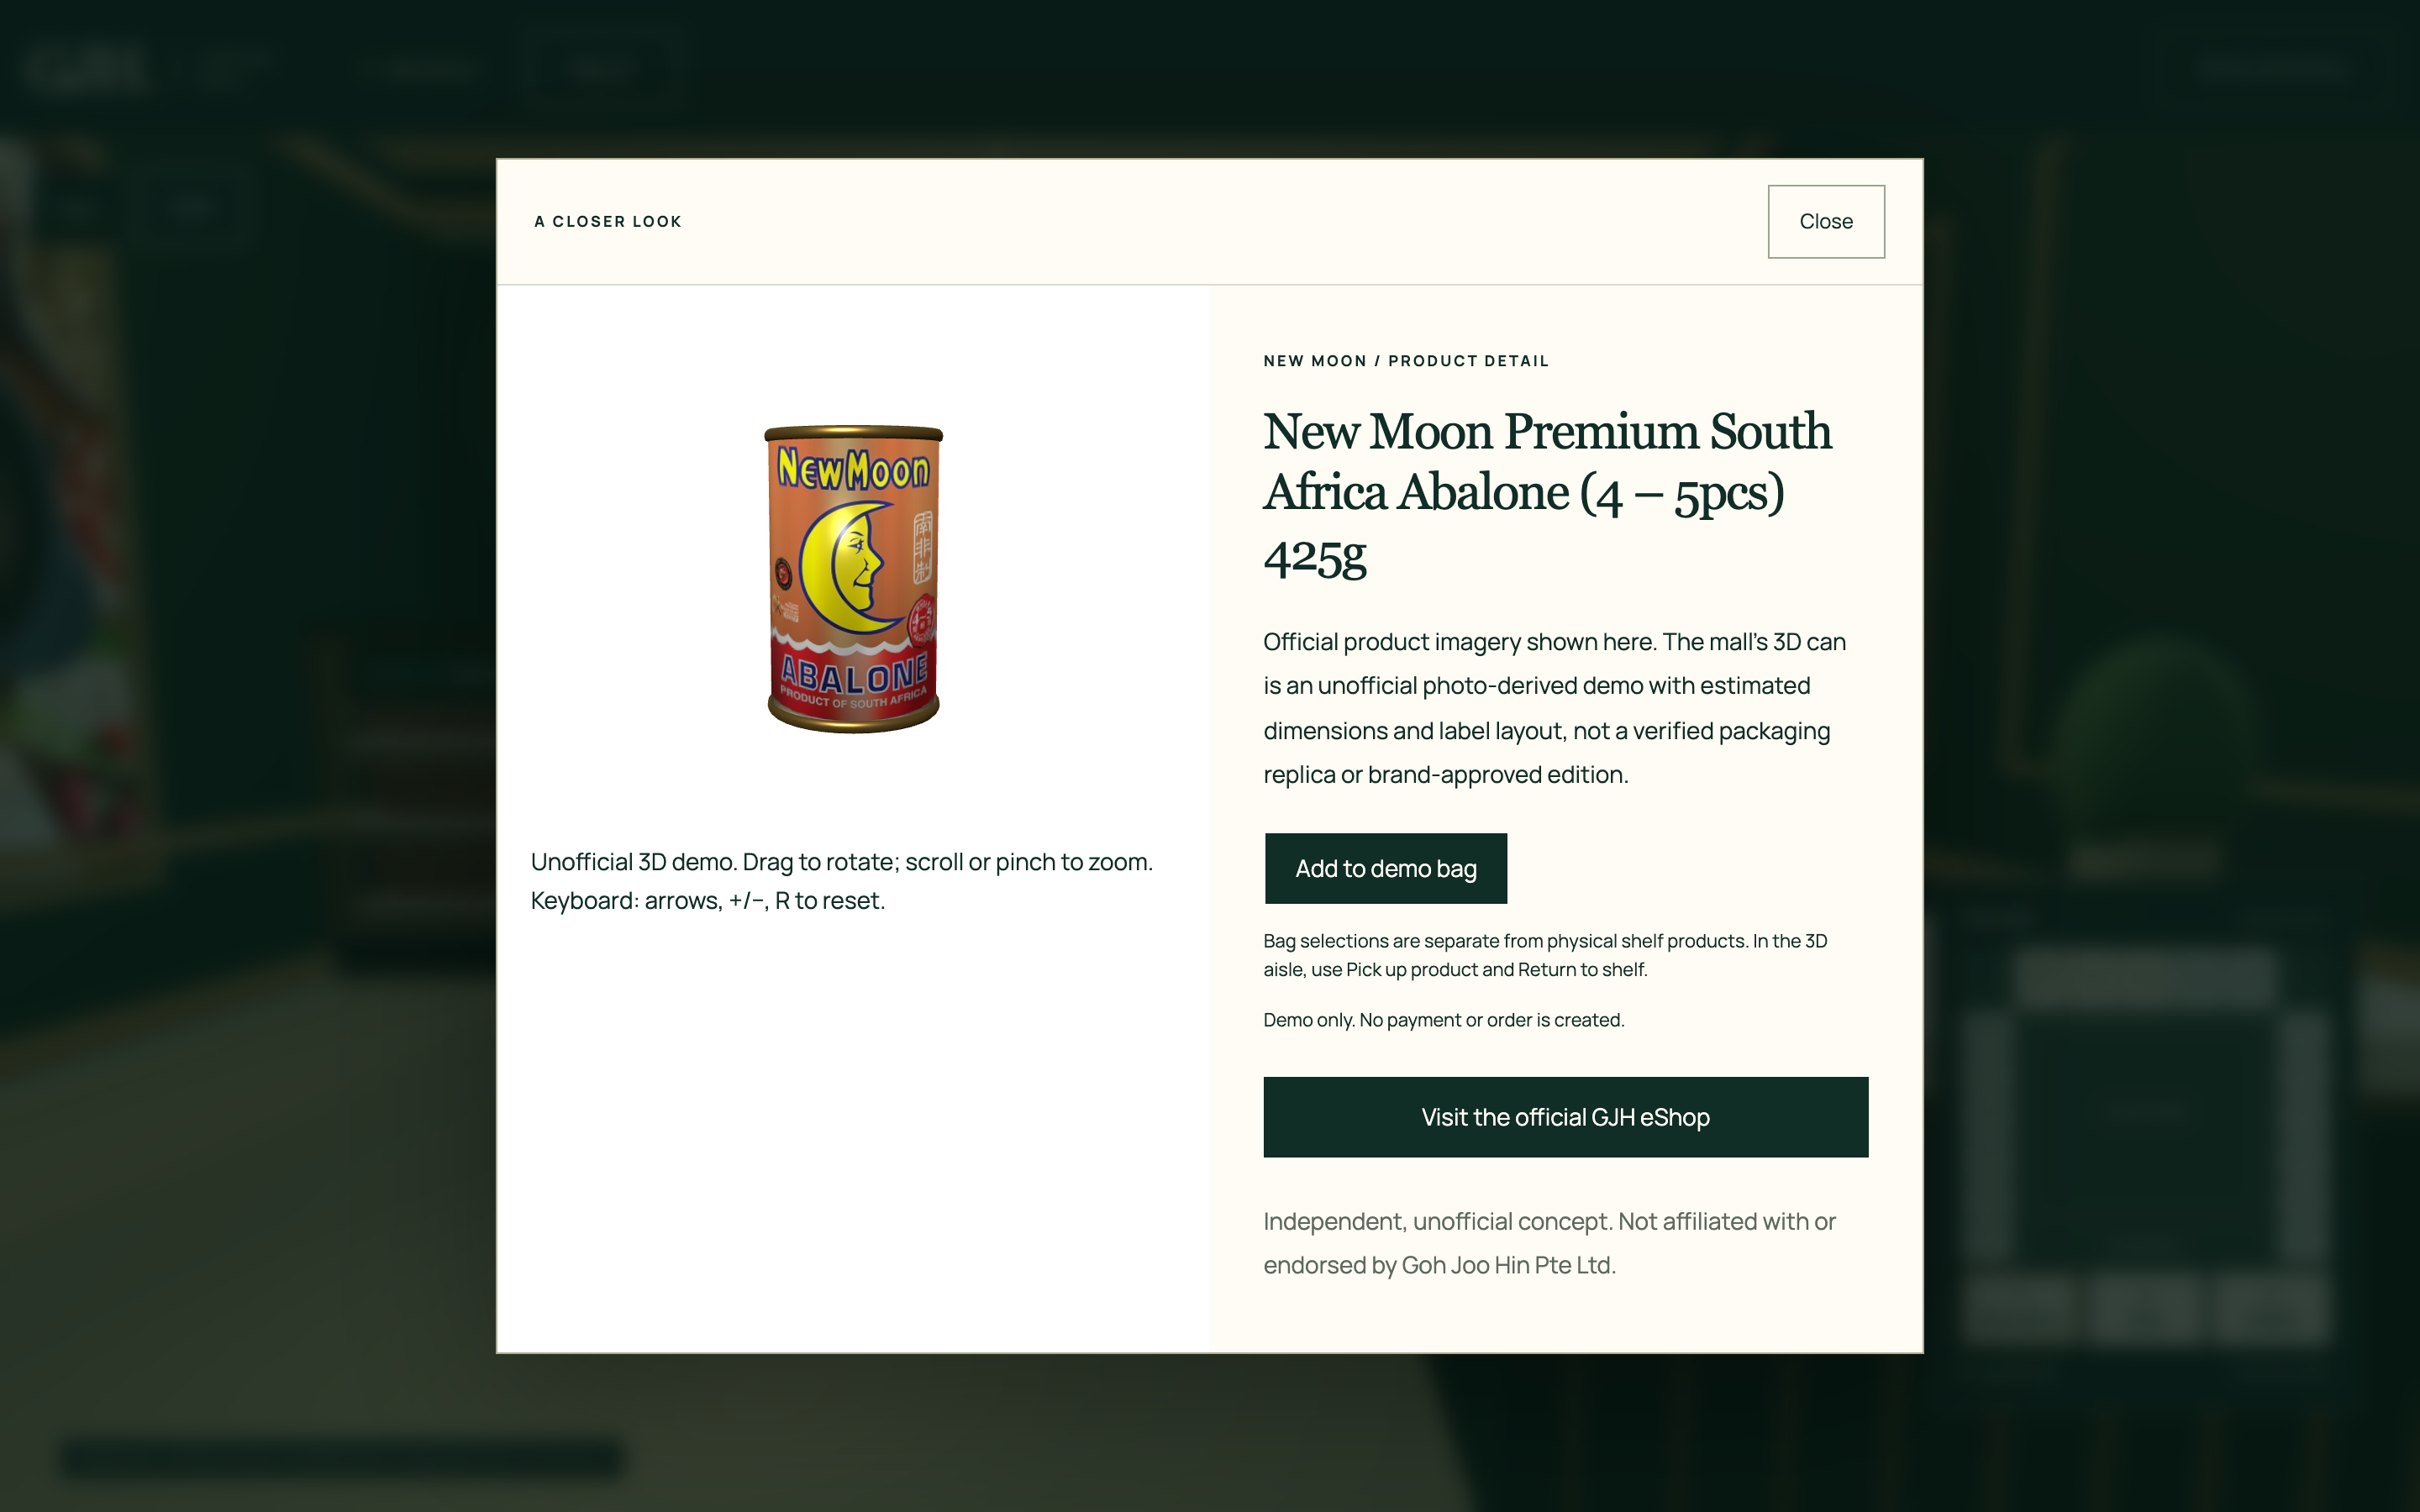 A CLOSER LOOK
Close
NewMoon
南非制
ABALONE
PRODUCT OF SOUTH AFRICA
Unofficial 3D demo. Drag to rotate; scroll or pinch to zoom.
Keyboard: arrows, +/−, R to reset.
NEW MOON / PRODUCT DETAIL
New Moon Premium South
Africa Abalone (4 – 5pcs)
425g
Official product imagery shown here. The mall's 3D can
is an unofficial photo-derived demo with estimated
dimensions and label layout, not a verified packaging
replica or brand-approved edition.
Add to demo bag
Bag selections are separate from physical shelf products. In the 3D
aisle, use Pick up product and Return to shelf.
Demo only. No payment or order is created.
Visit the official GJH eShop
Independent, unofficial concept. Not affiliated with or
endorsed by Goh Joo Hin Pte Ltd.